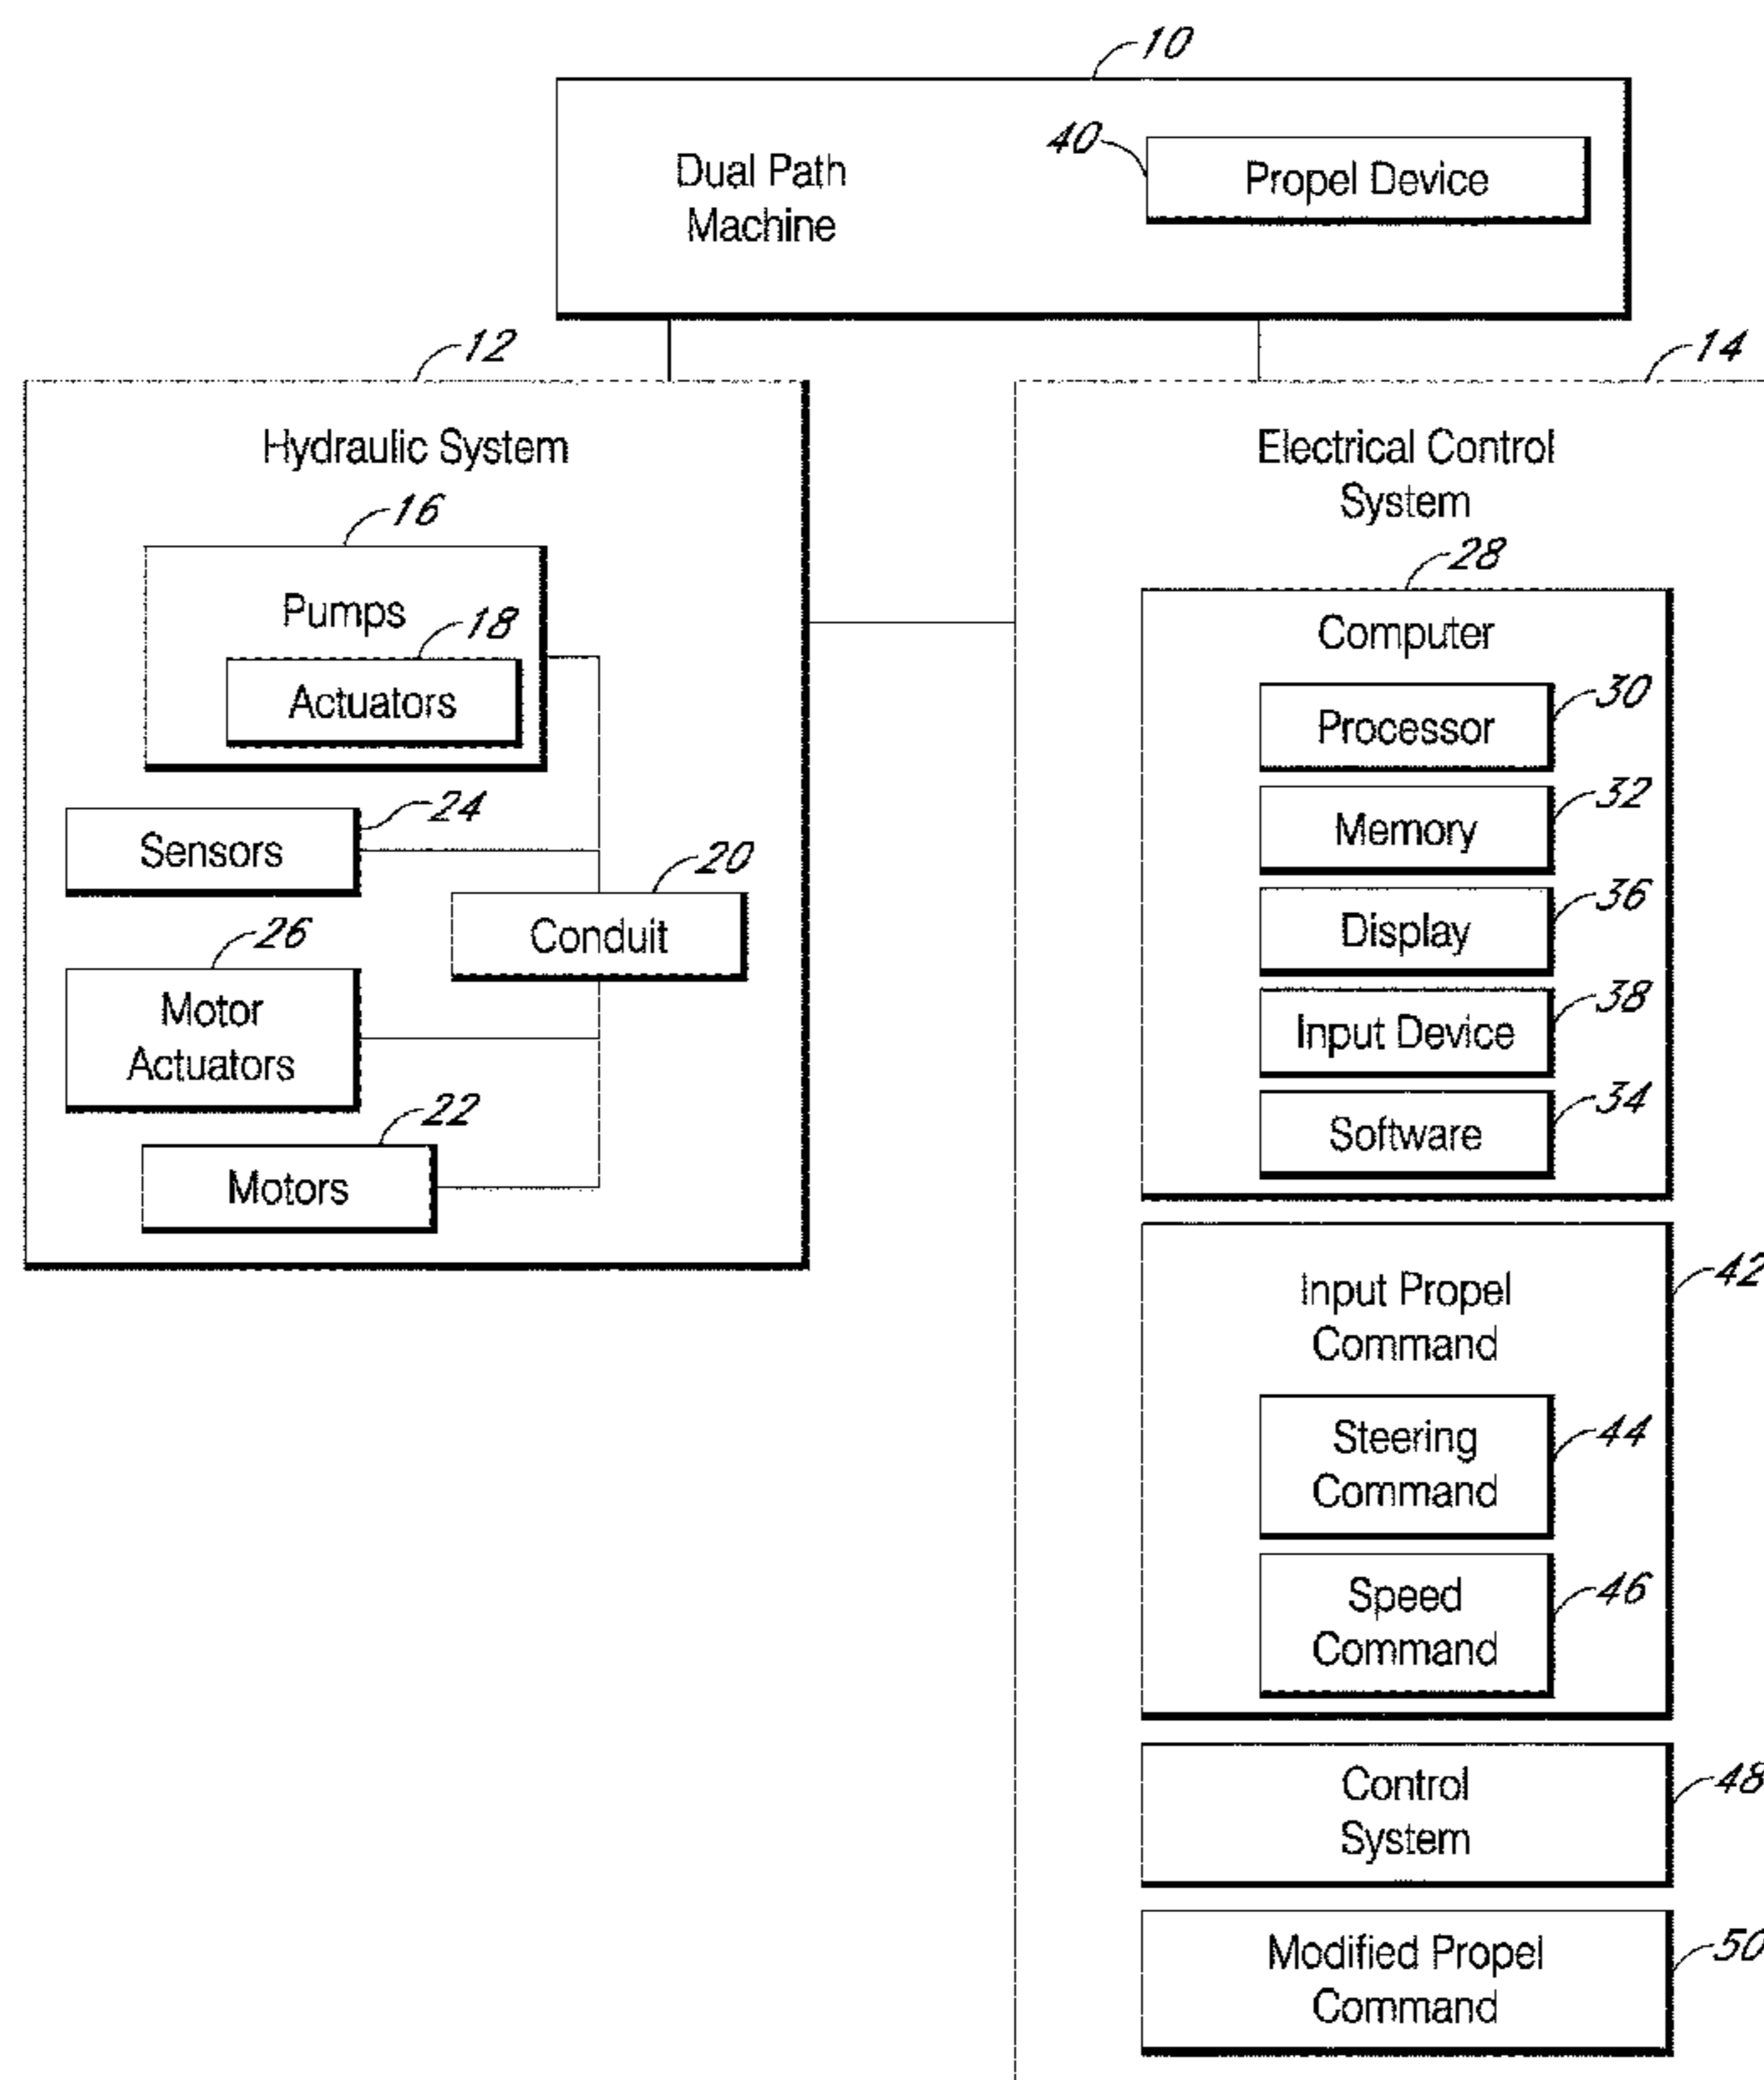 10
40
Dual Path
Machine
Propel Device
12
14
Hydraulic System
16
Pumps
18
Actuators
24
Sensors
20
Conduit
26
Motor
Actuators
22
Motors
Electrical Control
System
28
Computer
Processor
30
Memory
32
Display
36
Input Device
38
Software
34
Input Propel
Command
42
Steering
Command
44
Speed
Command
46
Control
System
48
Modified Propel
Command
50